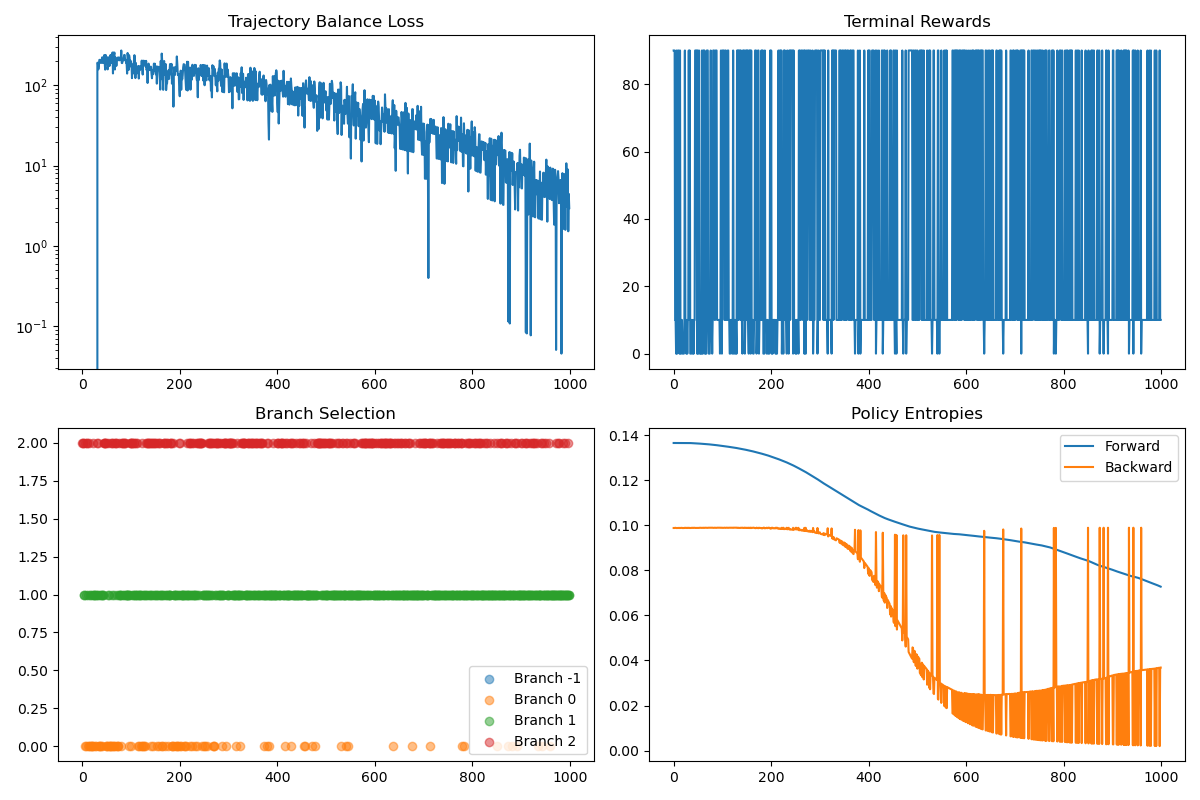 Trajectory Balance Loss
10²
10¹
10⁰
10⁻¹
0 200 400 600 800 1000
Terminal Rewards
80
60
40
20
0
0 200 400 600 800 1000
Branch Selection
2.00
1.75
1.50
1.25
1.00
0.75
0.50
0.25
0.00
Branch -1
Branch 0
Branch 1
Branch 2
0 200 400 600 800 1000
Policy Entropies
0.14
0.12
0.10
0.08
0.06
0.04
0.02
0.00
Forward
Backward
0 200 400 600 800 1000